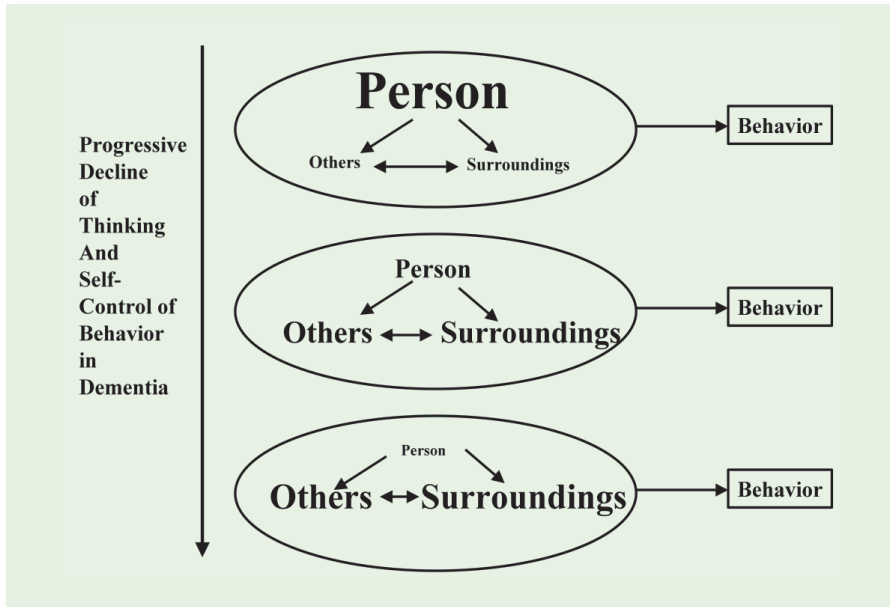 Progressive
Decline
of
Thinking
And
Self-
Control of
Behavior
in
Dementia
Person
Others
Surroundings
Behavior
Person
Others
Surroundings
Behavior
Person
Others
Surroundings
Behavior